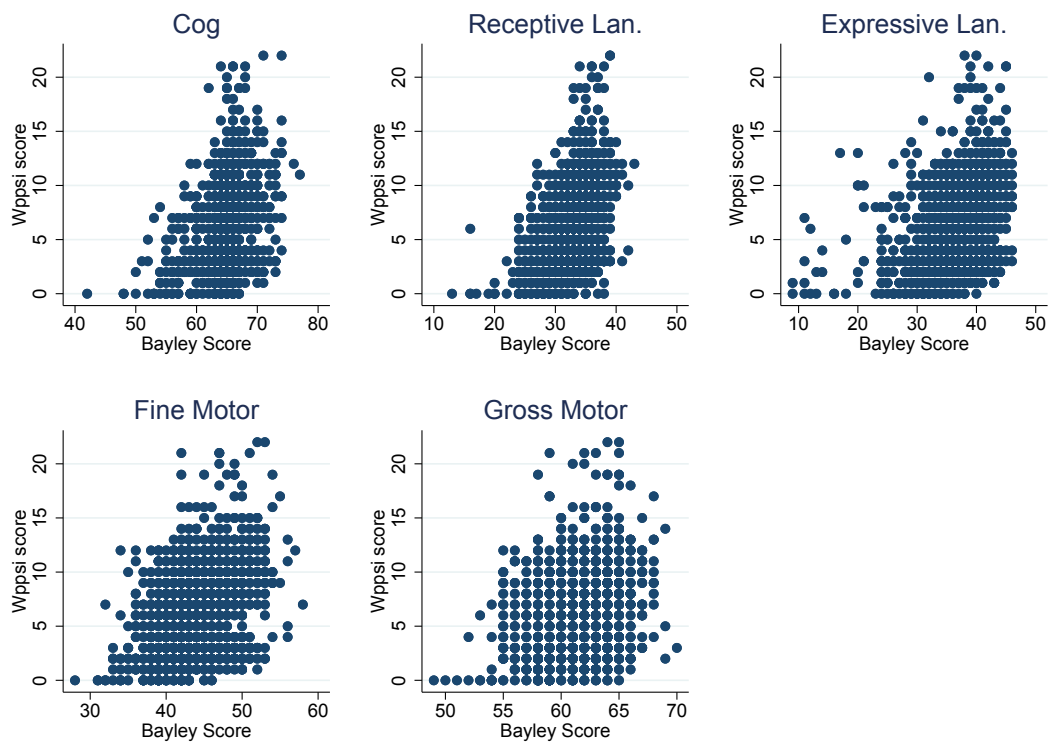 Cog
Wppsi score
0 5 10 15 20
40 50 60 70 80
Bayley Score
Receptive Lan.
Wppsi score
0 5 10 15 20
10 20 30 40 50
Bayley Score
Expressive Lan.
Wppsi score
0 5 10 15 20
10 20 30 40 50
Bayley Score
Fine Motor
Wppsi score
0 5 10 15 20
30 40 50 60
Bayley Score
Gross Motor
Wppsi score
0 5 10 15 20
50 55 60 65 70
Bayley Score